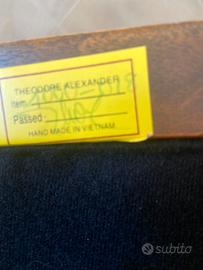 THEODORE ALEXANDER
Item
Passed:
HAND MADE IN VIETNAM
subito